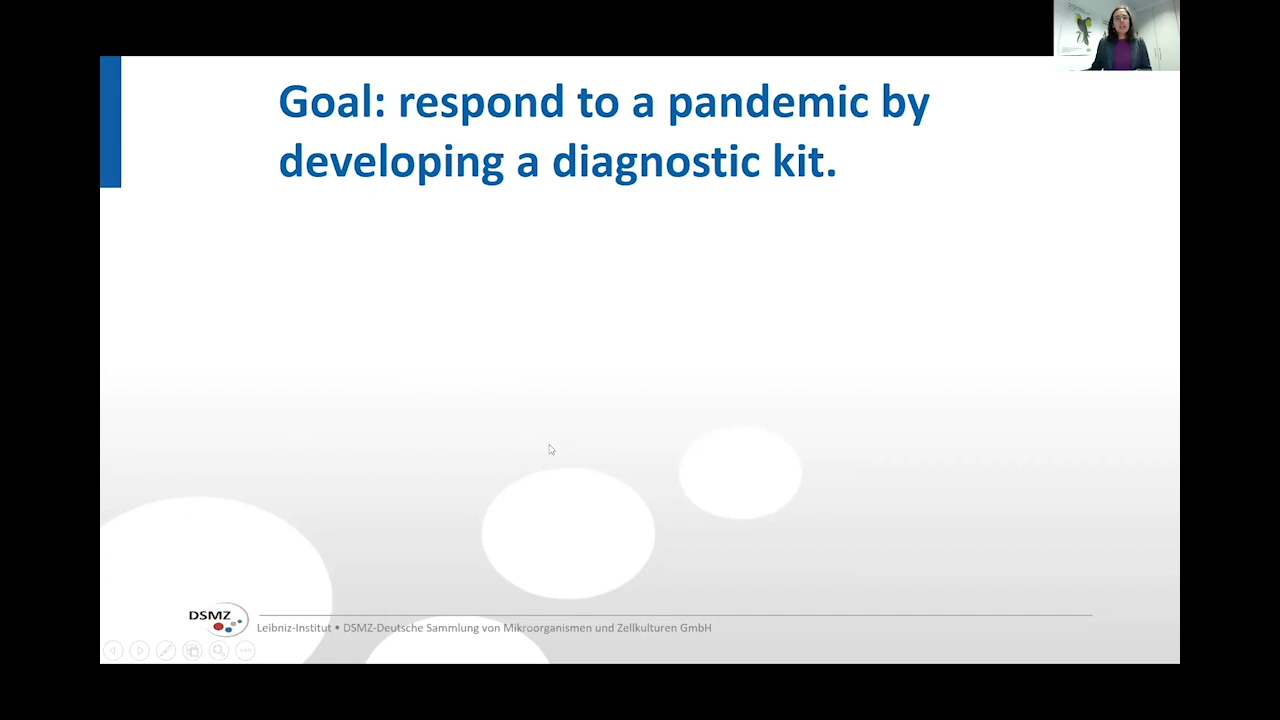 Goal: respond to a pandemic by
developing a diagnostic kit.
DSMZ
Leibniz-Institut • DSMZ-Deutsche Sammlung von Mikroorganismen und Zellkulturen GmbH